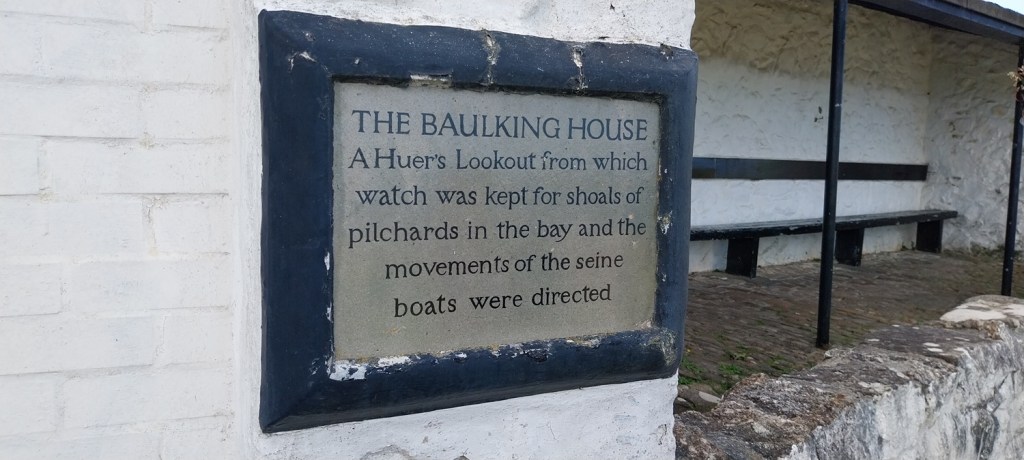 THE BAULKING HOUSE
A Huer's Lookout from which
watch was kept for shoals of
pilchards in the bay and the
movements of the seine
boats were directed